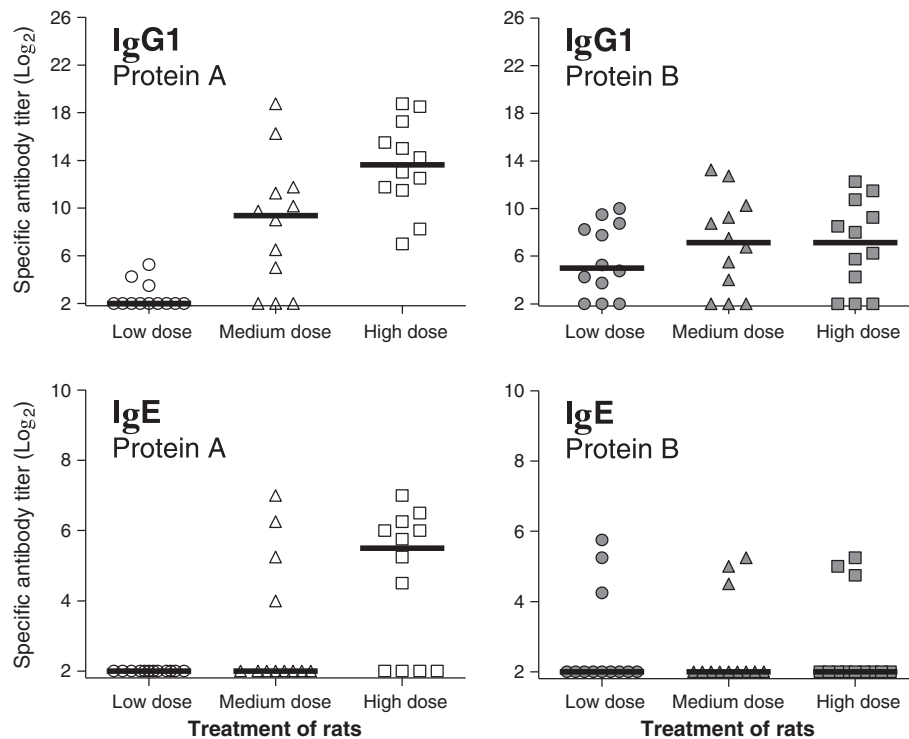 Specific antibody titer (Log2)
26
22
18
14
10
6
2
IgG1
Protein A
Low dose
Medium dose
High dose
26
22
18
14
10
6
2
IgG1
Protein B
Low dose
Medium dose
High dose
Specific antibody titer (Log2)
10
8
6
4
2
IgE
Protein A
Low dose
Medium dose
High dose
Treatment of rats
10
8
6
4
2
IgE
Protein B
Low dose
Medium dose
High dose
Treatment of rats